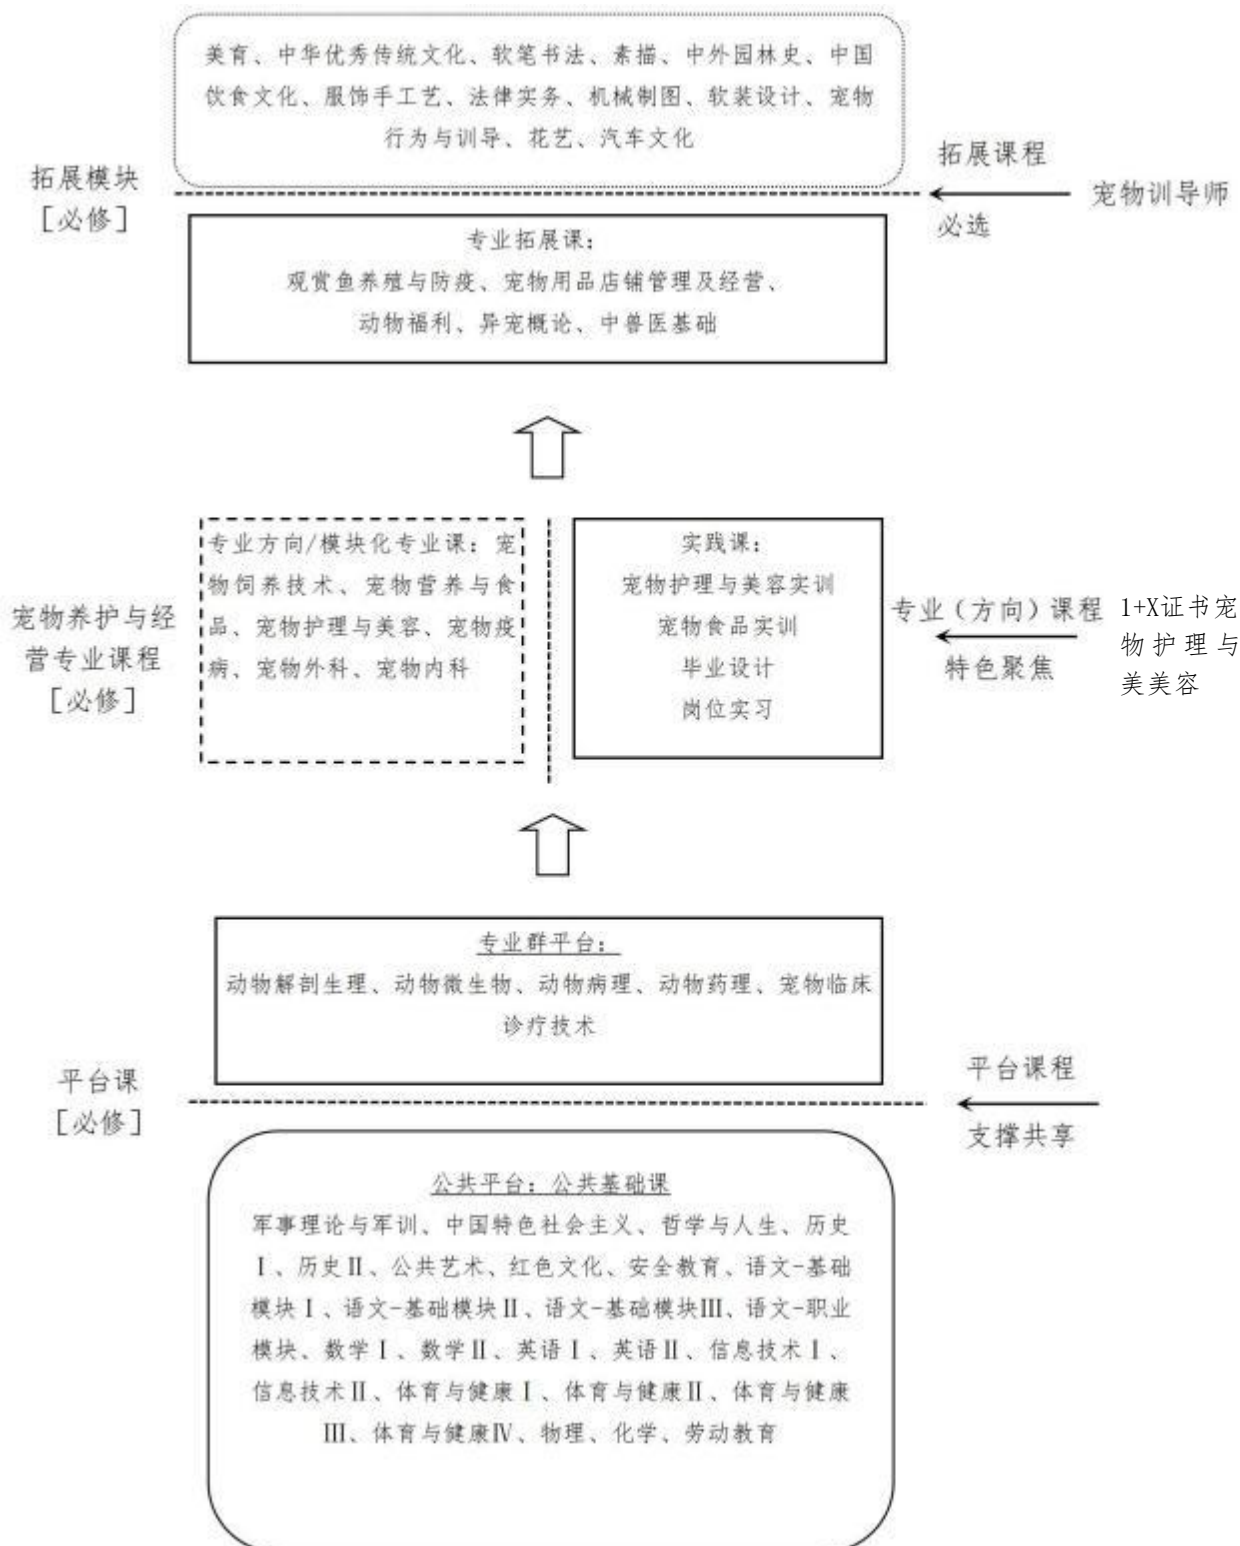 美育、中华优秀传统文化、软笔书法、素描、中外园林史、中国
饮食文化、服饰手工艺、法律实务、机械制图、软装设计、宠物
行为与训导、花艺、汽车文化
拓展模块
[必修]
拓展课程
必选
宠物训导师
专业拓展课：
观赏鱼养殖与防疫、宠物用品店铺管理及经营、
动物福利、异宠概论、中兽医基础
宠物养护与经
营专业课程
[必修]
专业方向/模块化专业课：宠
物饲养技术、宠物营养与食
品、宠物护理与美容、宠物疫
病、宠物外科、宠物内科
实践课：
宠物护理与美容实训
宠物食品实训
毕业设计
岗位实习
专业（方向）课程
特色聚焦
1+X证书宠
物护理与
美美容
专业群平台：
动物解剖生理、动物微生物、动物病理、动物药理、宠物临床
诊疗技术
平台课
[必修]
平台课程
支撑共享
公共平台：公共基础课
军事理论与军训、中国特色社会主义、哲学与人生、历史
Ⅰ、历史Ⅱ、公共艺术、红色文化、安全教育、语文-基础
模块Ⅰ、语文-基础模块Ⅱ、语文-基础模块Ⅲ、语文-职业
模块、数学Ⅰ、数学Ⅱ、英语Ⅰ、英语Ⅱ、信息技术Ⅰ、
信息技术Ⅱ、体育与健康Ⅰ、体育与健康Ⅱ、体育与健康
Ⅲ、体育与健康Ⅳ、物理、化学、劳动教育